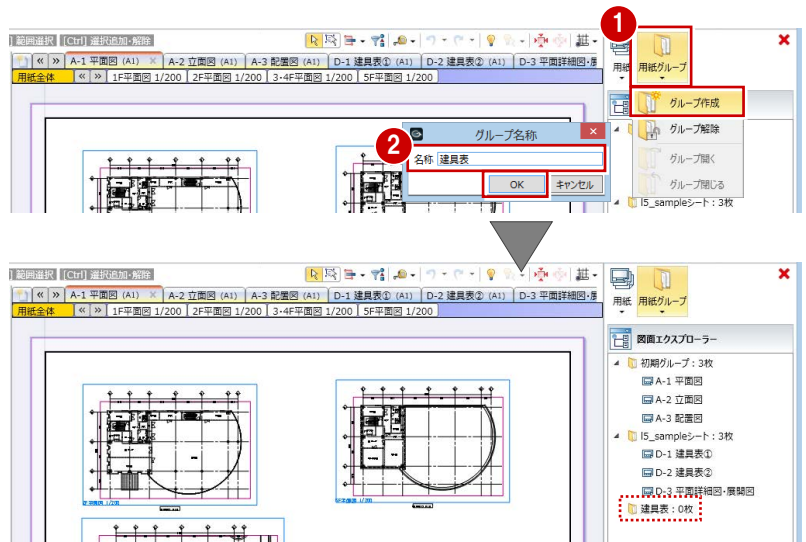 1
範囲選択 [Ctrl] 選択追加・解除
« » A-1 平面図 (A1) × A-2 立面図 (A1) A-3 配置図 (A1) D-1 建具表① (A1) D-2 建具表② (A1) D-3 平面詳細図・展
用紙全体 « » 1F平面図 1/200 2F平面図 1/200 3・4F平面図 1/200 5F平面図 1/200
用紙 用紙グループ
グループ作成
グループ解除
グループ開く
グループ閉じる
I5_sampleシート : 3枚
2
グループ名称
名称 建具表
OK キャンセル
範囲選択 [Ctrl] 選択追加・解除
« » A-1 平面図 (A1) × A-2 立面図 (A1) A-3 配置図 (A1) D-1 建具表① (A1) D-2 建具表② (A1) D-3 平面詳細図・展
用紙全体 « » 1F平面図 1/200 2F平面図 1/200 3・4F平面図 1/200 5F平面図 1/200
用紙 用紙グループ
図面エクスプローラー
初期グループ : 3枚
A-1 平面図
A-2 立面図
A-3 配置図
I5_sampleシート : 3枚
D-1 建具表①
D-2 建具表②
D-3 平面詳細図・展開図
建具表 : 0枚